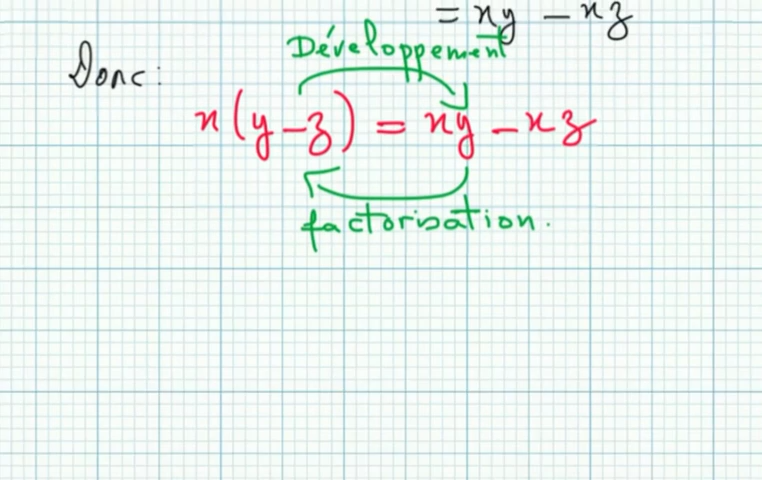 = xy - xz
Développement
Donc:
x(y-z) = xy - xz
factorisation.